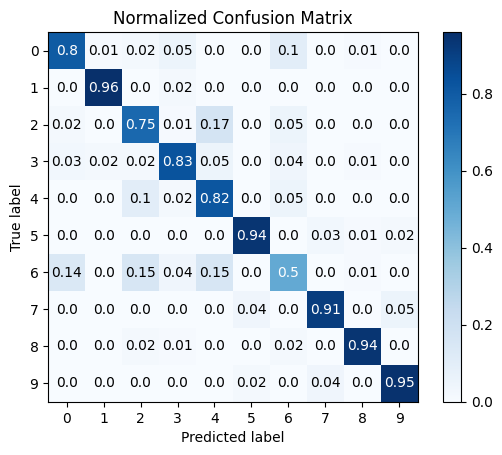 Normalized Confusion Matrix
0 0.8 0.01 0.02 0.05 0.0 0.0 0.1 0.0 0.01 0.0
1 0.0 0.96 0.0 0.02 0.0 0.0 0.0 0.0 0.0 0.0
2 0.02 0.0 0.75 0.01 0.17 0.0 0.05 0.0 0.0 0.0
3 0.03 0.02 0.02 0.83 0.05 0.0 0.04 0.0 0.01 0.0
4 0.0 0.0 0.1 0.02 0.82 0.0 0.05 0.0 0.0 0.0
5 0.0 0.0 0.0 0.0 0.0 0.94 0.0 0.03 0.01 0.02
6 0.14 0.0 0.15 0.04 0.15 0.0 0.5 0.0 0.01 0.0
7 0.0 0.0 0.0 0.0 0.0 0.04 0.0 0.91 0.0 0.05
8 0.0 0.0 0.02 0.01 0.0 0.0 0.02 0.0 0.94 0.0
9 0.0 0.0 0.0 0.0 0.0 0.02 0.0 0.04 0.0 0.95
0 1 2 3 4 5 6 7 8 9
Predicted label
True label
0.8
0.6
0.4
0.2
0.0